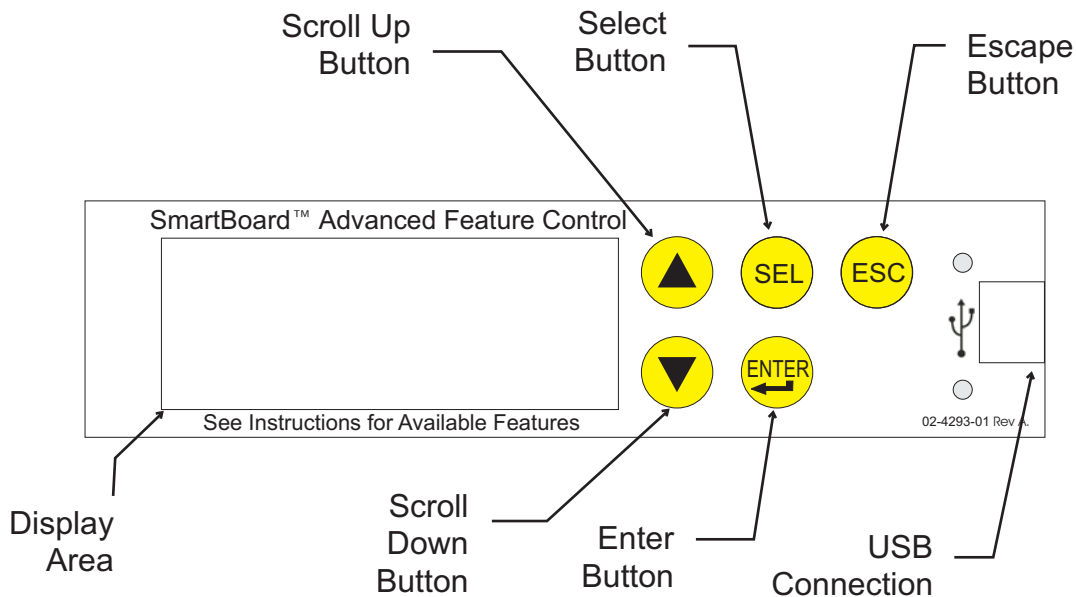 Scroll Up
Button
Select
Button
Escape
Button
SmartBoard™ Advanced Feature Control
SEL
ESC
ENTER
See Instructions for Available Features
02-4293-01 Rev A.
Display
Area
Scroll
Down
Button
Enter
Button
USB
Connection